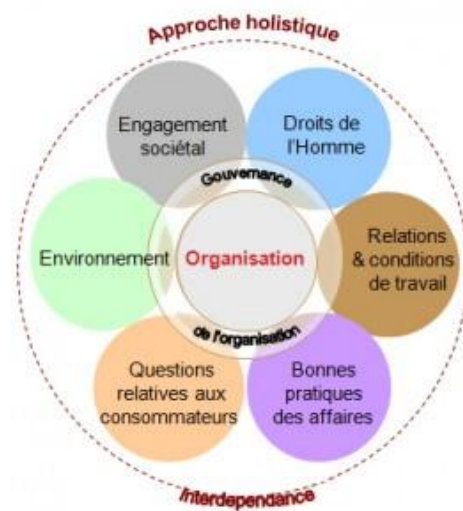 Approche holistique
Engagement
sociétal
Droits de
l'Homme
Gouvernance
Environnement
Organisation
Relations
& conditions
de travail
de l'organisation
Questions
relatives aux
consommateurs
Bonnes
pratiques
des affaires
Interdependance